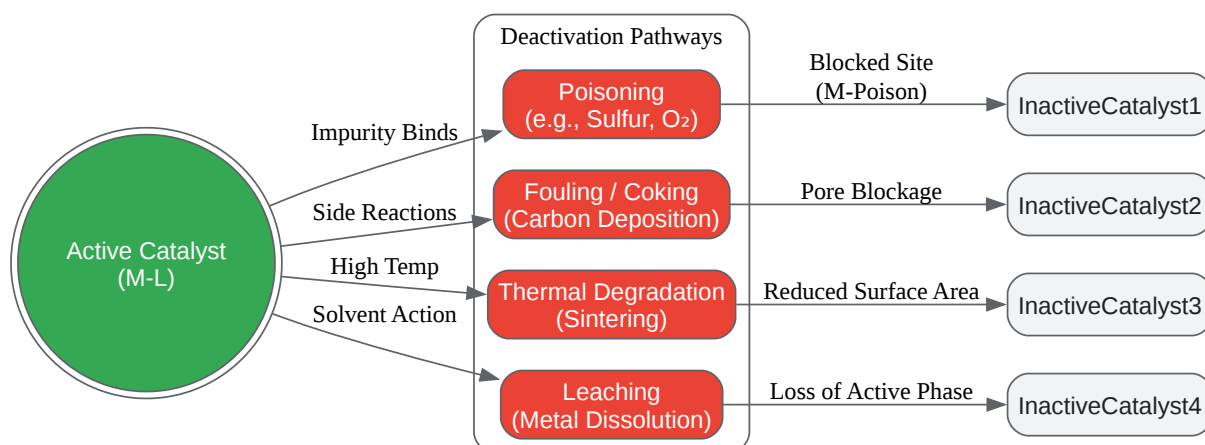 Deactivation Pathways
Active Catalyst
(M-L)
Impurity Binds
Poisoning
(e.g., Sulfur, O₂)
Blocked Site
(M-Poison)
InactiveCatalyst1
Side Reactions
Fouling / Coking
(Carbon Deposition)
Pore Blockage
InactiveCatalyst2
High Temp
Thermal Degradation
(Sintering)
Reduced Surface Area
InactiveCatalyst3
Solvent Action
Leaching
(Metal Dissolution)
Loss of Active Phase
InactiveCatalyst4